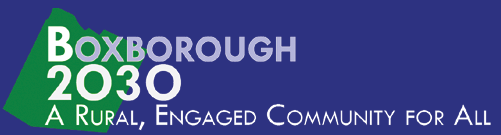 BOXBOROUGH
2030
A RURAL, ENGAGED COMMUNITY FOR ALL